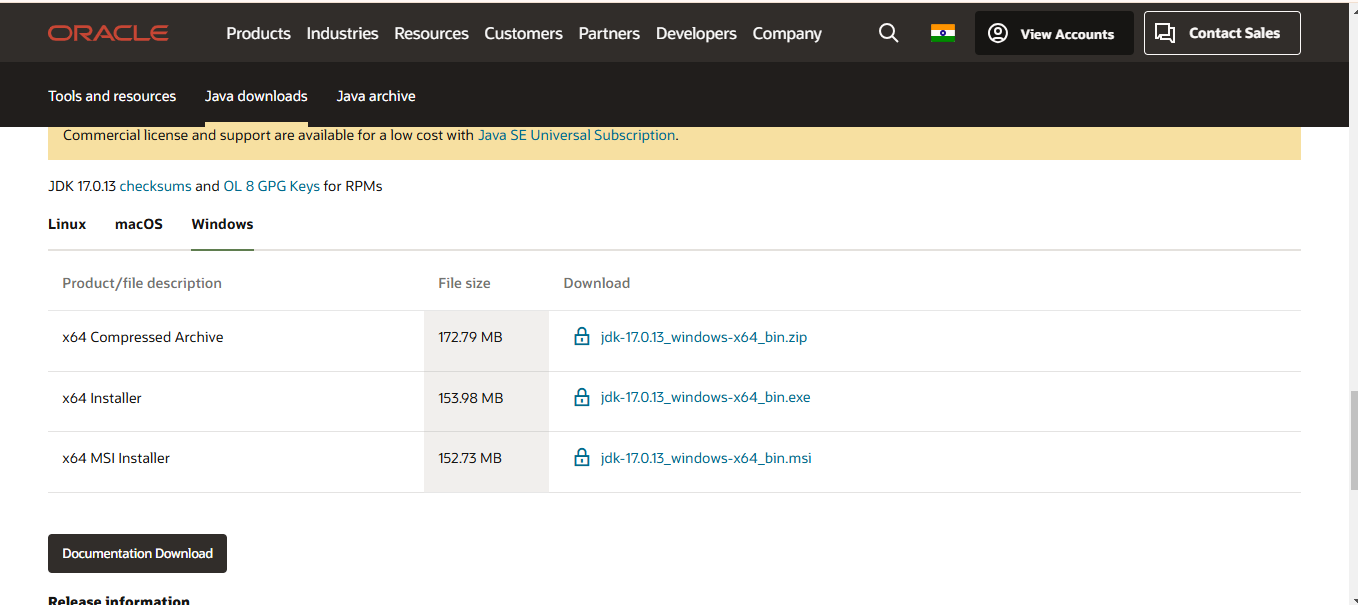 ORACLE Products Industries Resources Customers Partners Developers Company View Accounts Contact Sales
Tools and resources Java downloads Java archive
Commercial license and support are available for a low cost with Java SE Universal Subscription.
JDK 17.0.13 checksums and OL 8 GPG Keys for RPMs
Linux macOS Windows
Product/file description File size Download
x64 Compressed Archive 172.79 MB jdk-17.0.13_windows-x64_bin.zip
x64 Installer 153.98 MB jdk-17.0.13_windows-x64_bin.exe
x64 MSI Installer 152.73 MB jdk-17.0.13_windows-x64_bin.msi
Documentation Download
Release information